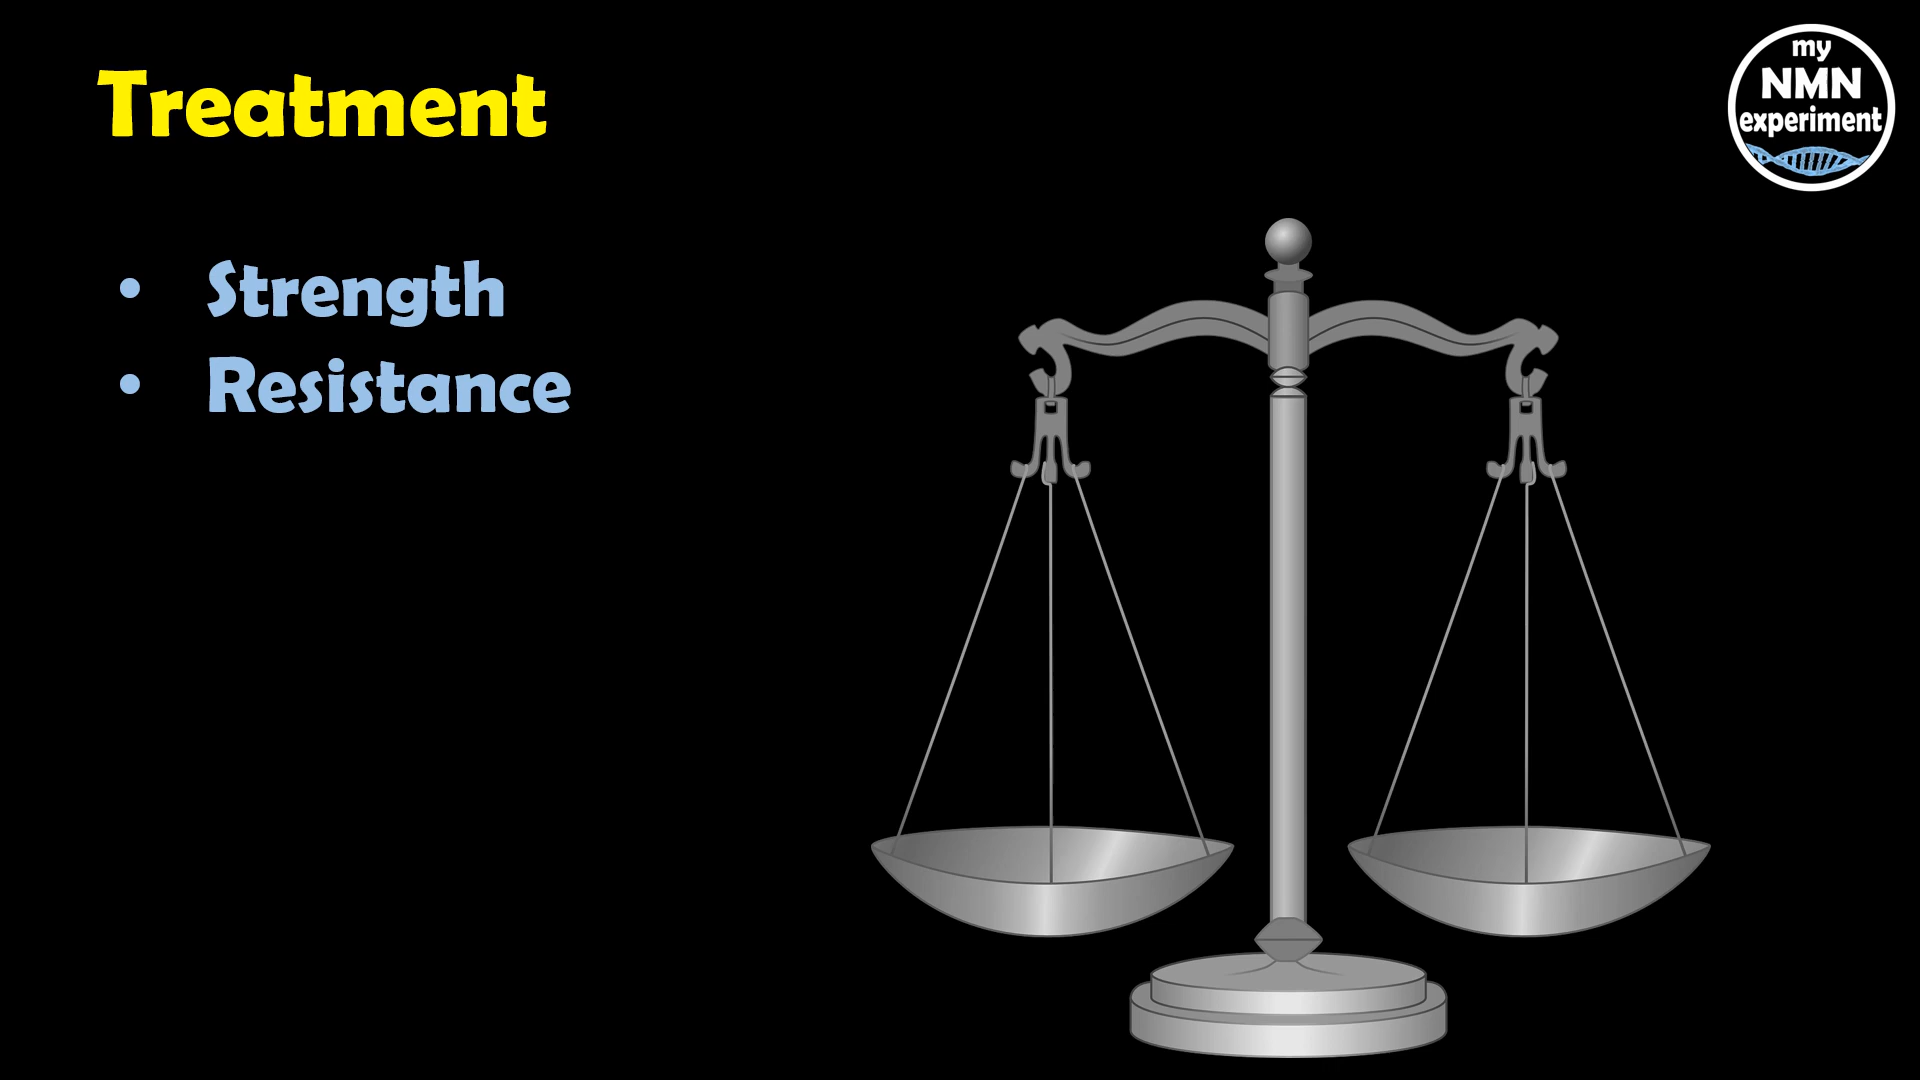 Treatment
• Strength
• Resistance
my
NMN
experiment